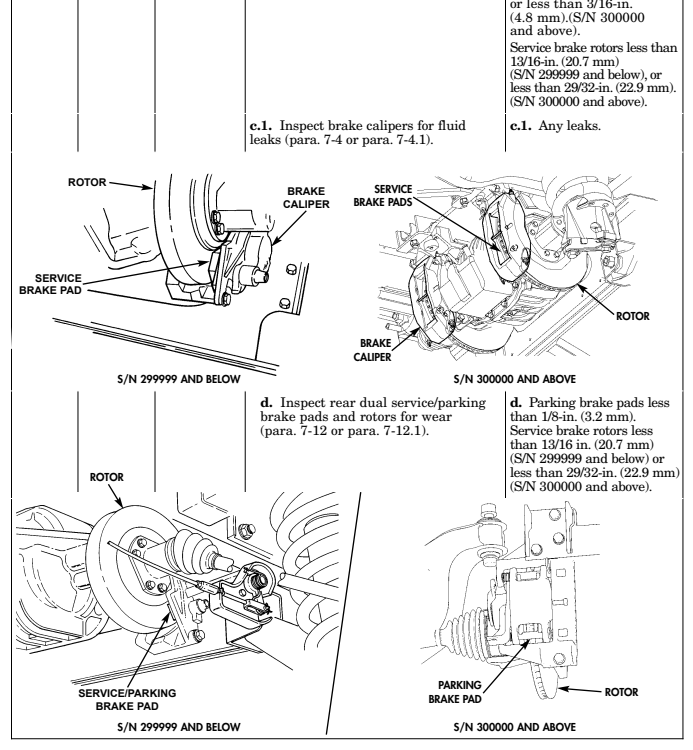 or less than 3/16-in.
(4.8 mm).(S/N 300000
and above).
Service brake rotors less than
13/16-in. (20.7 mm)
(S/N 299999 and below), or
less than 29/32-in. (22.9 mm).
(S/N 300000 and above).
c.1. Inspect brake calipers for fluid
leaks (para. 7-4 or para. 7-4.1).
c.1. Any leaks.
ROTOR
BRAKE
CALIPER
SERVICE
BRAKE PAD
S/N 299999 AND BELOW
SERVICE
BRAKE PADS
ROTOR
BRAKE
CALIPER
S/N 300000 AND ABOVE
d. Inspect rear dual service/parking
brake pads and rotors for wear
(para. 7-12 or para. 7-12.1).
d. Parking brake pads less
than 1/8-in. (3.2 mm).
Service brake rotors less
than 13/16 in. (20.7 mm)
(S/N 299999 and below) or
less than 29/32-in. (22.9 mm)
(S/N 300000 and above).
ROTOR
SERVICE/PARKING
BRAKE PAD
S/N 299999 AND BELOW
PARKING
BRAKE PAD
ROTOR
S/N 300000 AND ABOVE